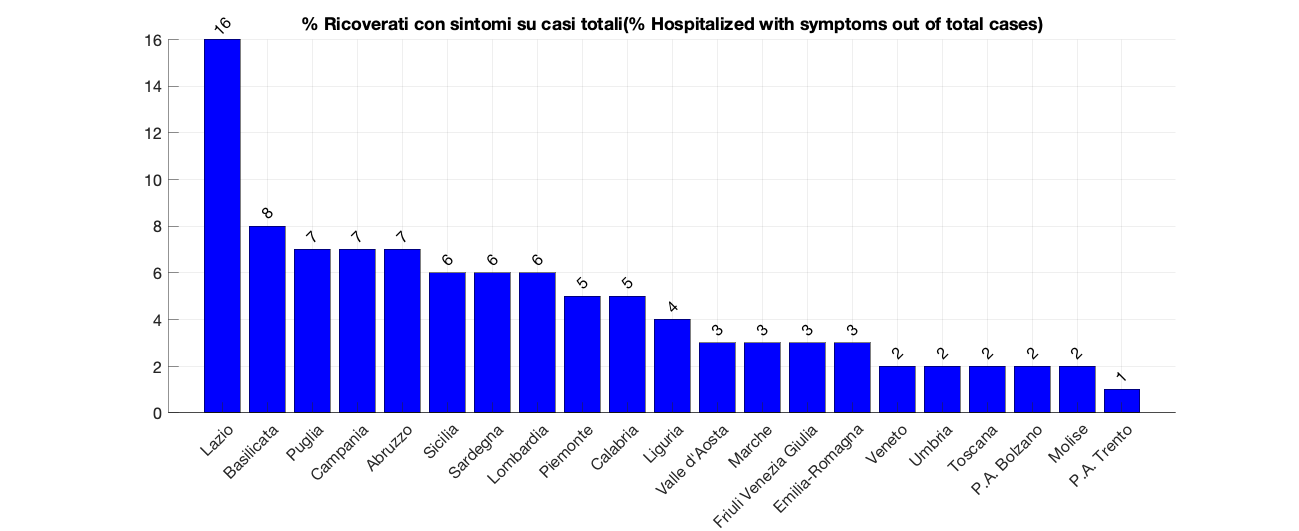 % Ricoverati con sintomi su casi totali(% Hospitalized with symptoms out of total cases)
16
14
12
10
8
6
4
2
0
16
8
7
7
7
6
6
6
5
5
4
3
3
3
3
2
2
2
2
2
1
Lazio
Basilicata
Puglia
Campania
Abruzzo
Sicilia
Sardegna
Lombardia
Piemonte
Calabria
Liguria
Valle d'Aosta
Marche
Friuli Venezia Giulia
Emilia-Romagna
Veneto
Umbria
Toscana
P.A. Bolzano
Molise
P.A. Trento